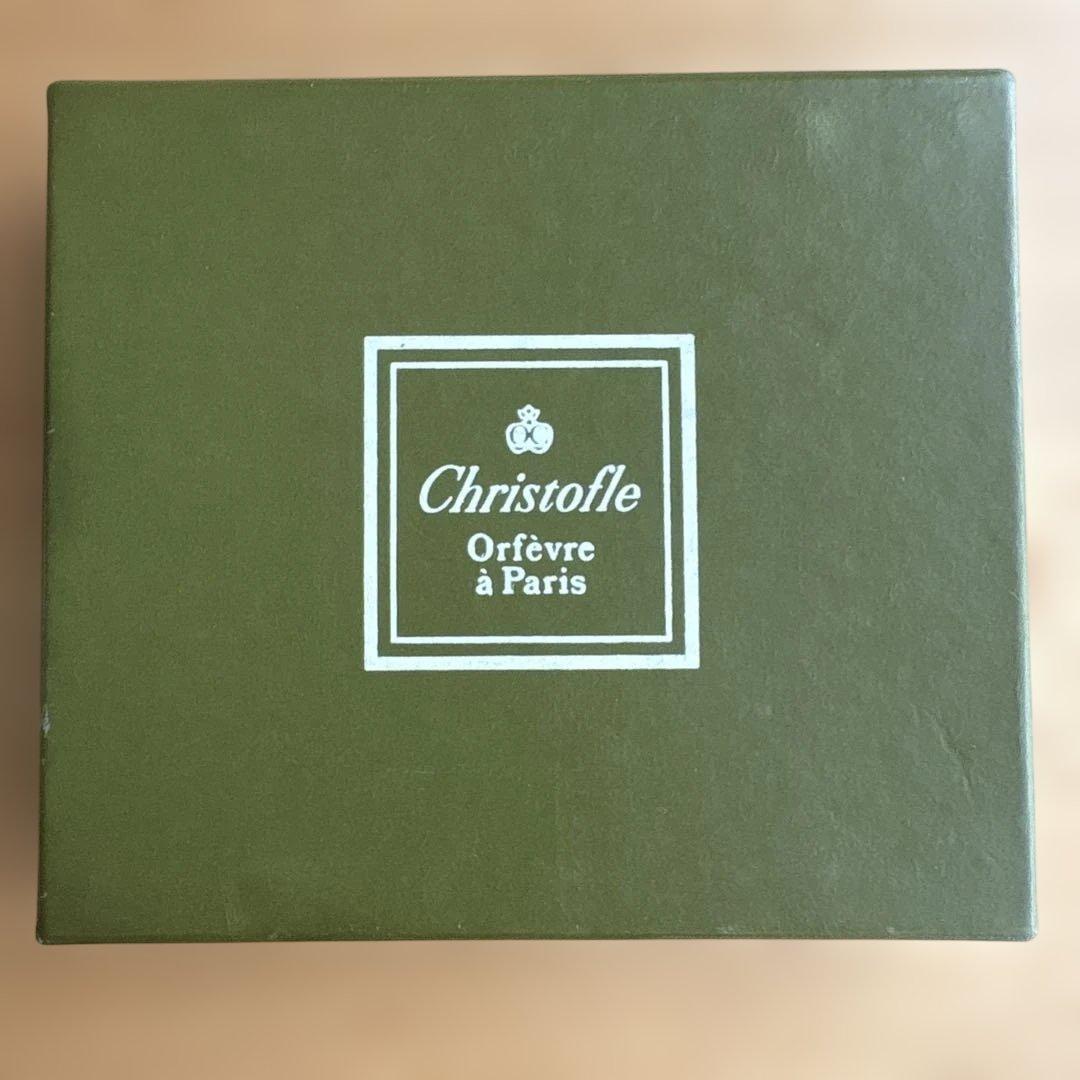 Christofle
Orfèvre
à Paris